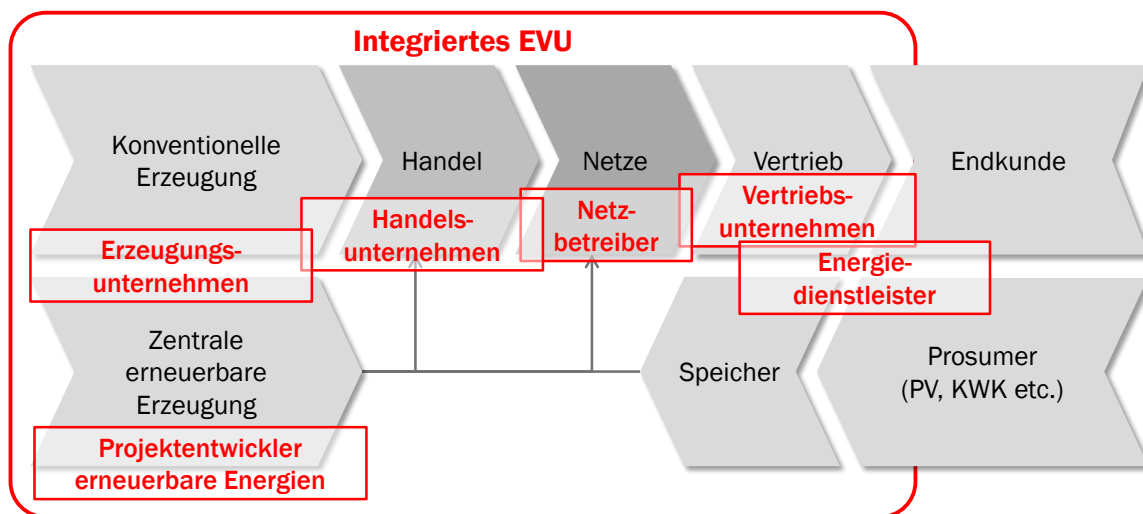 Integriertes EVU
Konventionelle
Erzeugung
Handel
Netze
Vertrieb
Endkunde
Erzeugungs-
unternehmen
Handels-
unternehmen
Netz-
betreiber
Vertriebs-
unternehmen
Energie-
dienstleister
Zentrale
erneuerbare
Erzeugung
Speicher
Prosumer
(PV, KWK etc.)
Projektentwickler
erneuerbare Energien